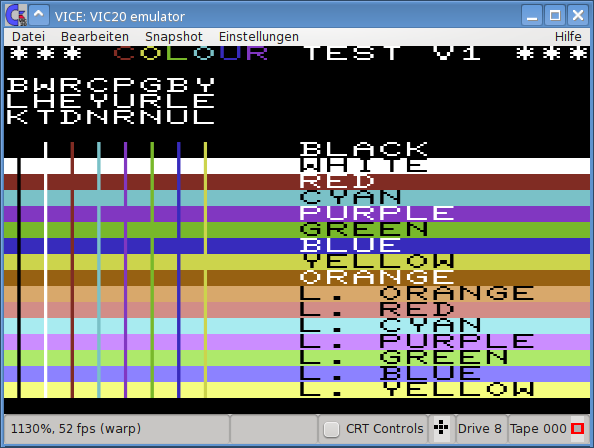 VICE: VIC20 emulator
Datei Bearbeiten Snapshot Einstellungen Hilfe
*** COLOUR TEST V1 ***
BWRCPGBY
LHEYURLE
KTDNRNUL
BLACK
WHITE
RED
CYAN
PURPLE
GREEN
BLUE
YELLOW
ORANGE
L. ORANGE
L. RED
L. CYAN
L. PURPLE
L. GREEN
L. BLUE
L. YELLOW
1130%, 52 fps (warp) CRT Controls Drive 8 Tape 000